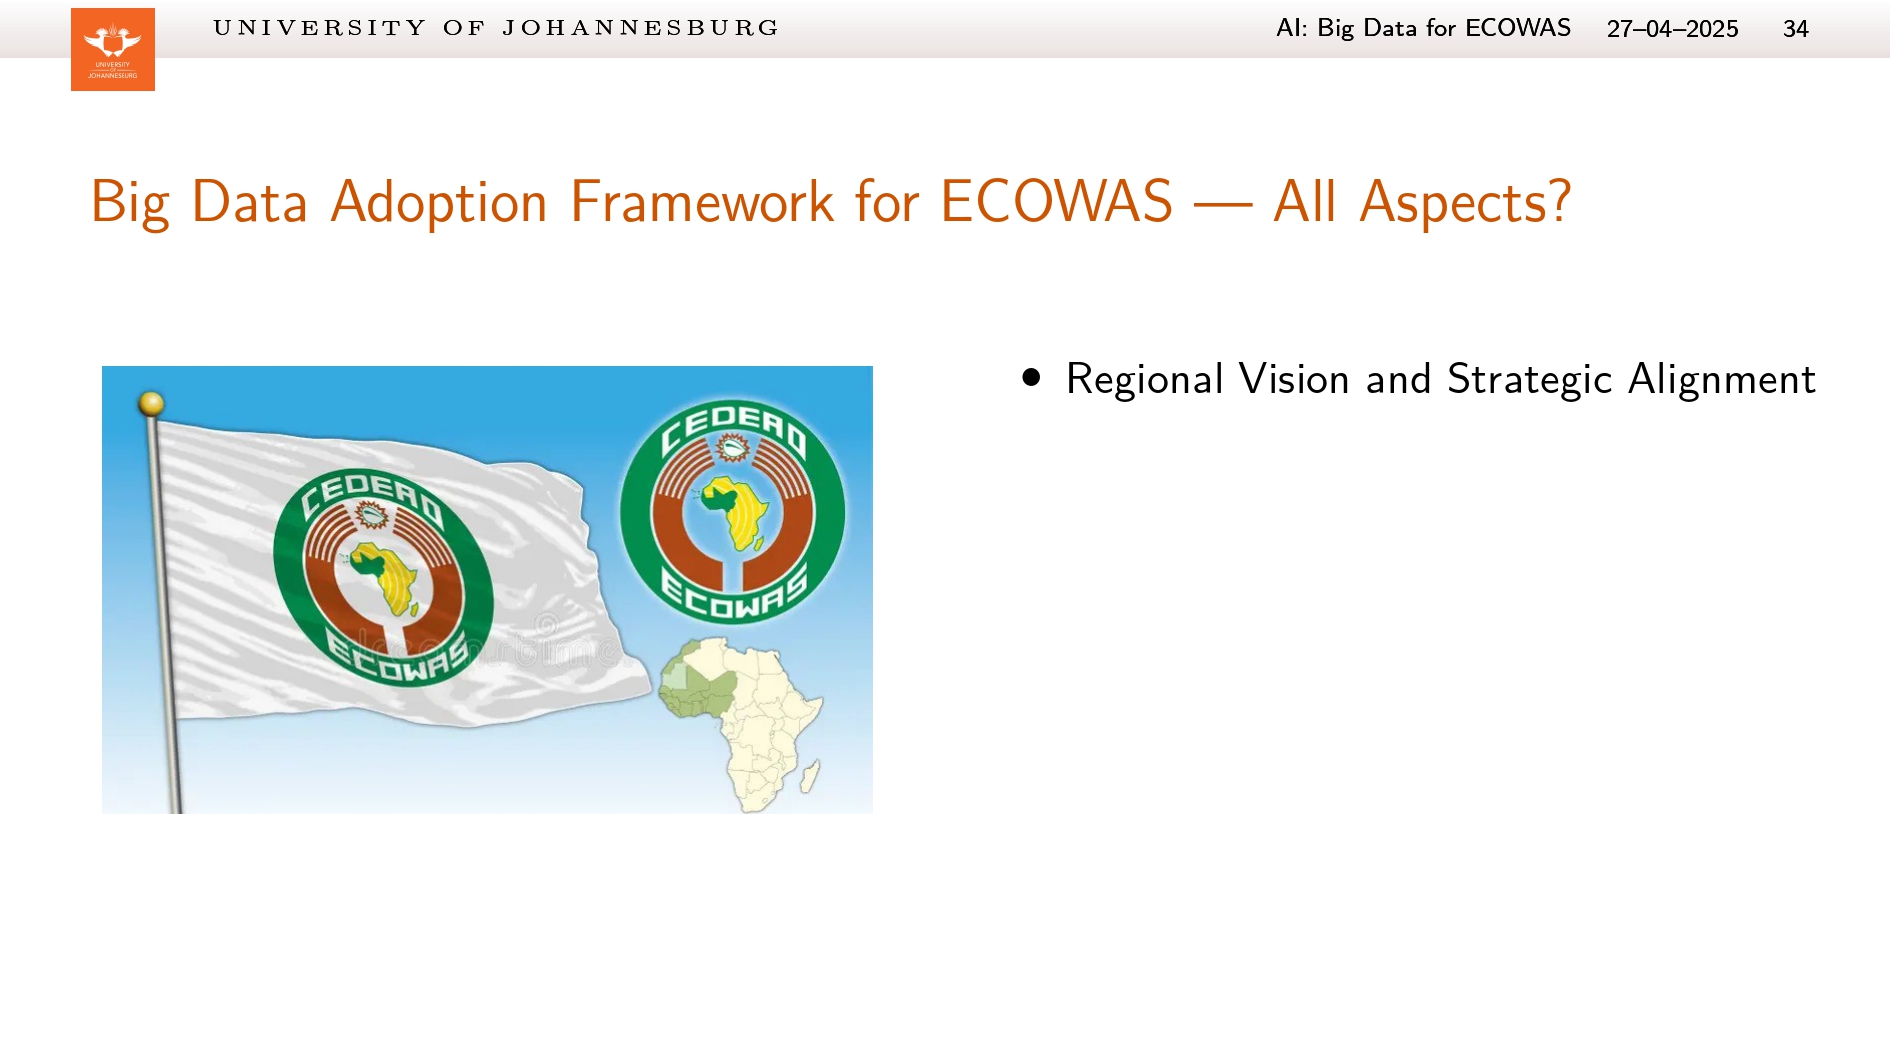 UNIVERSITY OF JOHANNESBURG
AI: Big Data for ECOWAS 27–04–2025 34
UNIVERSITY
OF
JOHANNESBURG
Big Data Adoption Framework for ECOWAS — All Aspects?
• Regional Vision and Strategic Alignment
CEDEAO
ECOWAS
CEDEAO
ECOWAS
dreamstime